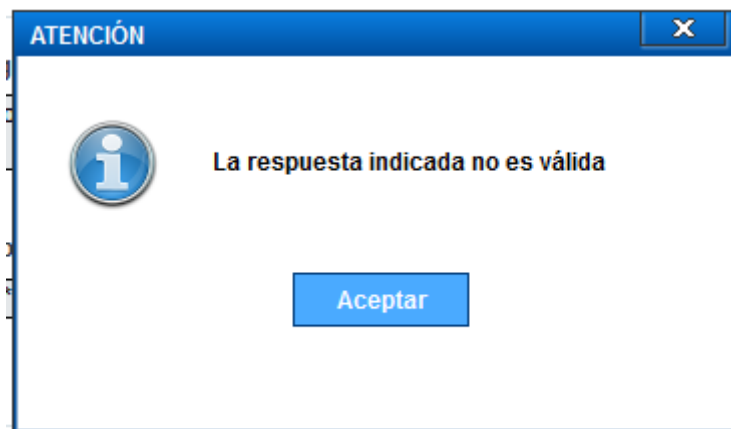 ATENCIÓN
La respuesta indicada no es válida
Aceptar